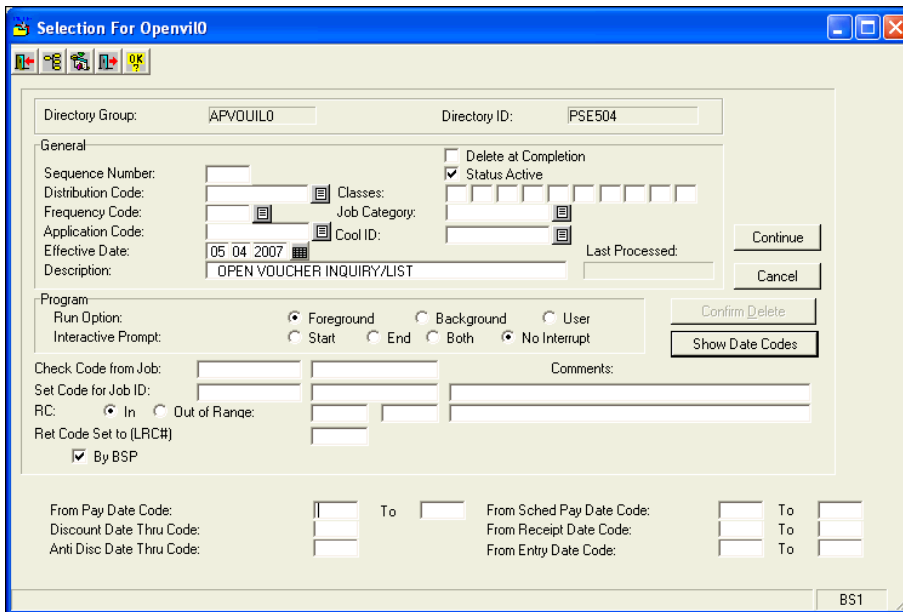 Selection For Openvil0
OK
?
Directory Group: APVOUIL0 Directory ID: PSE504
General
Delete at Completion
Sequence Number: Status Active
Distribution Code: Classes:
Frequency Code: Job Category:
Application Code: Cool ID:
Effective Date: 05 04 2007 Last Processed:
Description: OPEN VOUCHER INQUIRY/LIST
Continue
Cancel
Program
Run Option: Foreground Background User
Interactive Prompt: Start End Both No Interrupt
Confirm Delete
Show Date Codes
Check Code from Job: Comments:
Set Code for Job ID:
RC: In Out of Range:
Ret Code Set to (LRC#)
By BSP
From Pay Date Code: To From Sched Pay Date Code: To
Discount Date Thru Code: From Receipt Date Code: To
Anti Disc Date Thru Code: From Entry Date Code: To
BS1